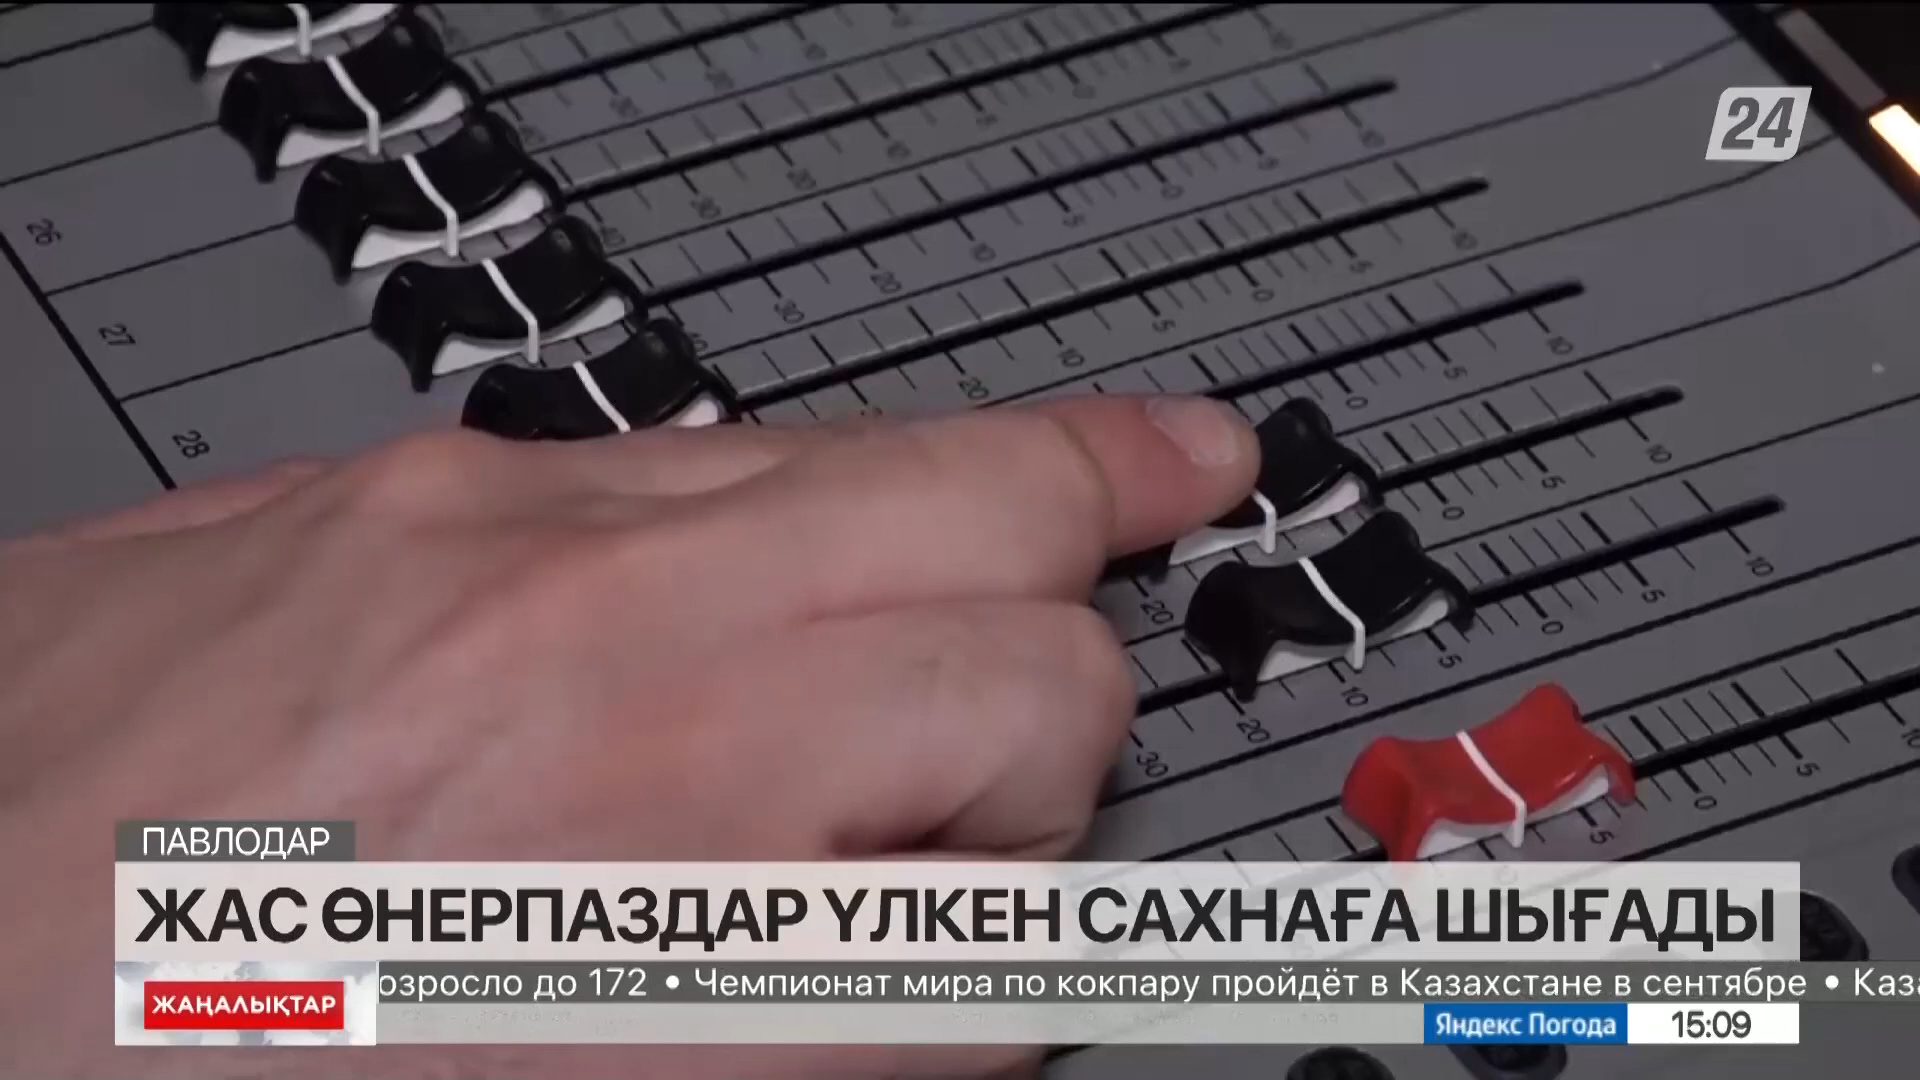 24
26
27
28
ПАВЛОДАР
ЖАС ӨНЕРПАЗДАР ҮЛКЕН САХНАҒА ШЫҒАДЫ
ЖАҢАЛЫҚТАР
озросло до 172 • Чемпионат мира по кокпару пройдёт в Казахстане в сентябре • Каза
Яндекс Погода 15:09